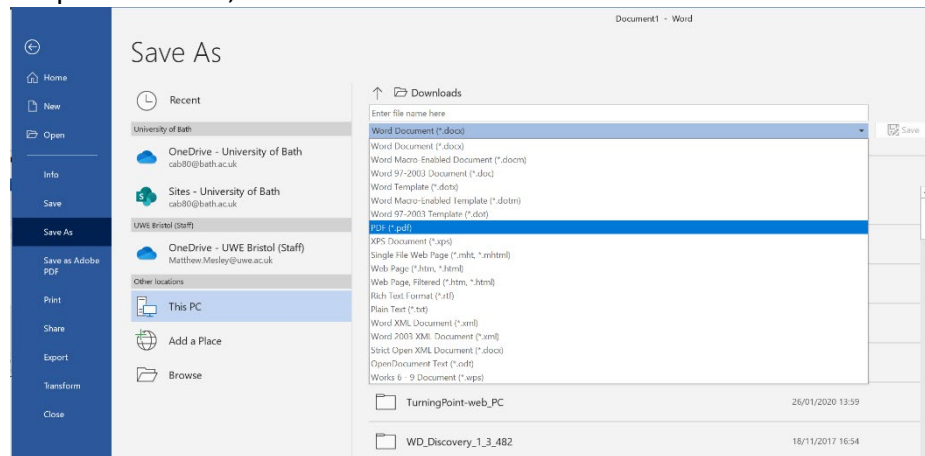 Document1 - Word
Save As
Home
New
Open
Info
Save
Save As
Save as Adobe
PDF
Print
Share
Export
Transform
Close
Recent
University of Bath
OneDrive - University of Bath
cab80@bath.ac.uk
Sites - University of Bath
cab80@bath.ac.uk
UWE Bristol (Staff)
OneDrive - UWE Bristol (Staff)
Matthew.Mesley@uwe.ac.uk
Other locations
This PC
Add a Place
Browse
Downloads
Enter file name here
Word Document (*.docx)
Save
Word Document (*.docx)
Word Macro-Enabled Document (*.docm)
Word 97-2003 Document (*.doc)
Word Template (*.dotx)
Word Macro-Enabled Template (*.dotm)
Word 97-2003 Template (*.dot)
PDF (*.pdf)
XPS Document (*.xps)
Single File Web Page (*.mht, *.mhtml)
Web Page (*.htm, *.html)
Web Page, Filtered (*.htm, *.html)
Rich Text Format (*.rtf)
Plain Text (*.txt)
Word XML Document (*.xml)
Word 2003 XML Document (*.xml)
Strict Open XML Document (*.docx)
OpenDocument Text (*.odt)
Works 6 - 9 Document (*.wps)
TurningPoint-web_PC 26/01/2020 13:59
WD_Discovery_1_3_482 18/11/2017 16:54